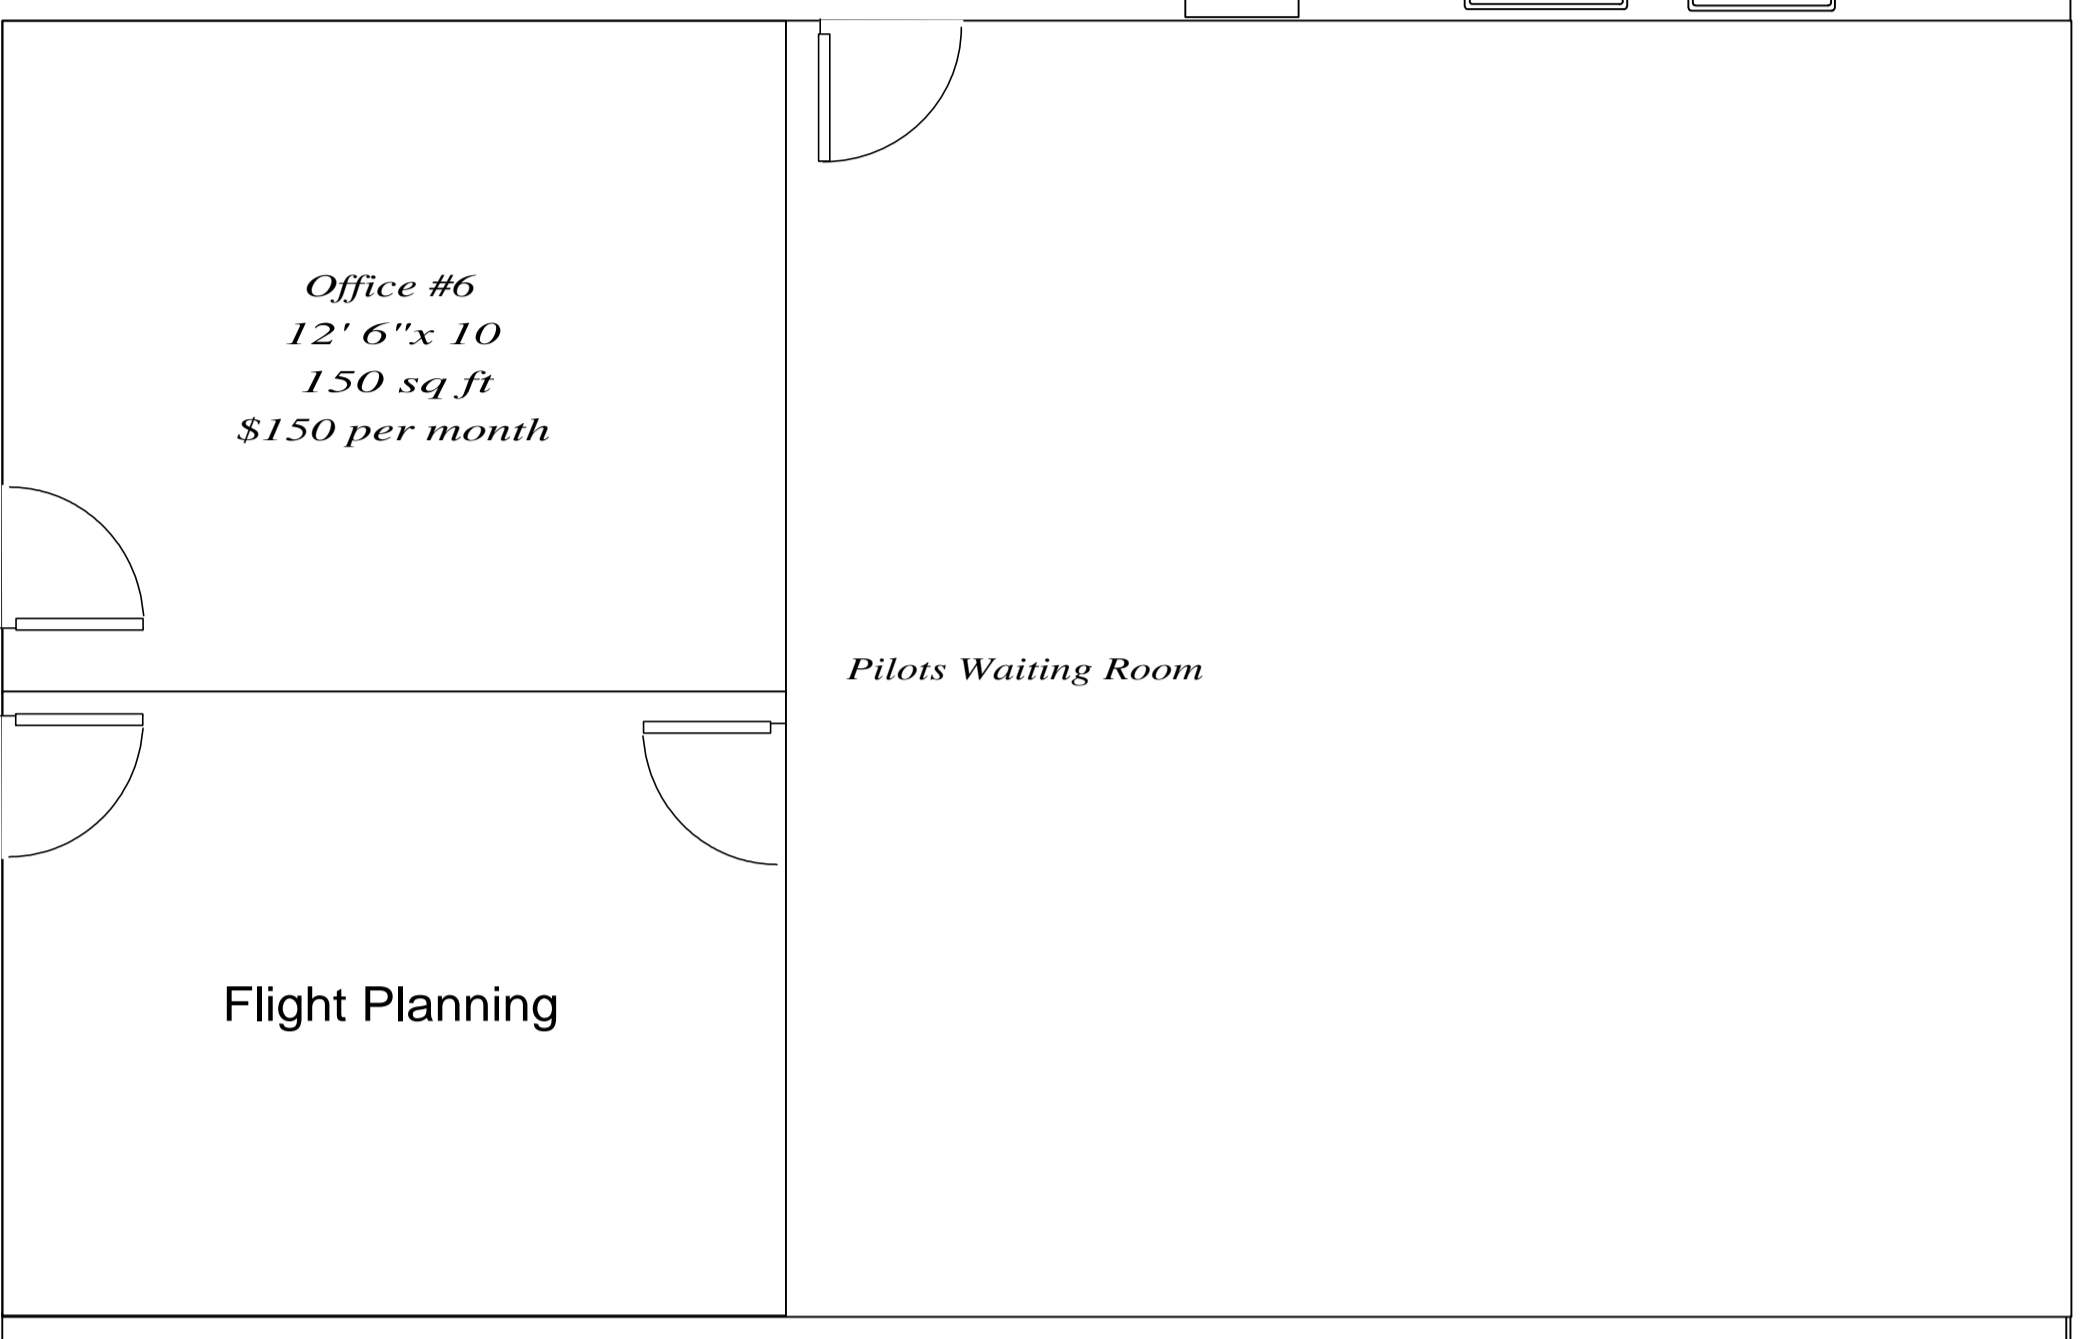 Office #6
12' 6"x 10
150 sq ft
$150 per month
Pilots Waiting Room
Flight Planning